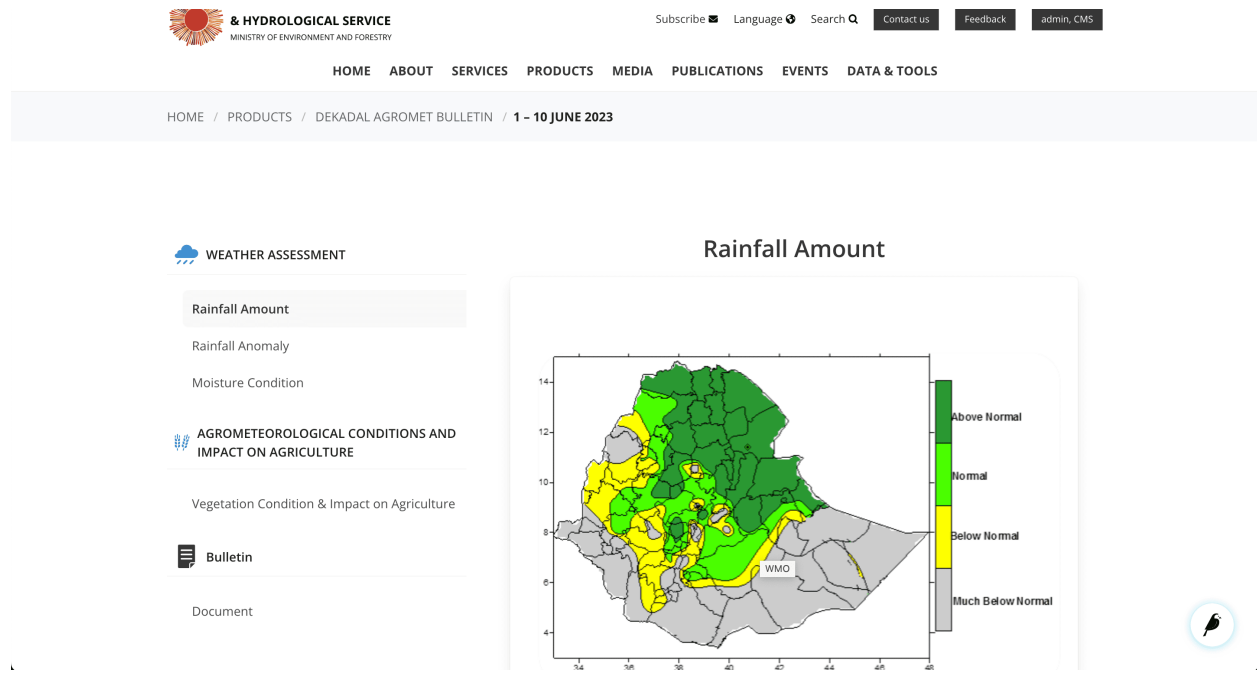 & HYDROLOGICAL SERVICE
MINISTRY OF ENVIRONMENT AND FORESTRY
Subscribe Language Search Contact us Feedback admin, CMS
HOME ABOUT SERVICES PRODUCTS MEDIA PUBLICATIONS EVENTS DATA & TOOLS
HOME / PRODUCTS / DEKADAL AGROMET BULLETIN / 1 – 10 JUNE 2023
WEATHER ASSESSMENT
Rainfall Amount
Rainfall Anomaly
Moisture Condition
AGROMETEOROLOGICAL CONDITIONS AND
IMPACT ON AGRICULTURE
Vegetation Condition & Impact on Agriculture
Bulletin
Document
Rainfall Amount
14
12
10
8
6
4
34 36 38 40 42 44 46 48
WMO
Above Normal
Normal
Below Normal
Much Below Normal